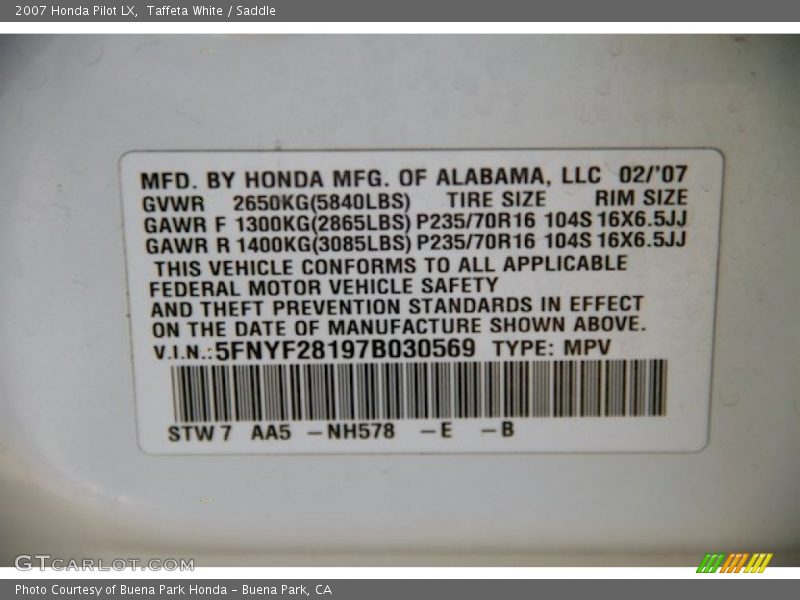 2007 Honda Pilot LX,  Taffeta White / Saddle
MFD. BY HONDA MFG. OF ALABAMA, LLC 02/'07
GVWR 2650KG(5840LBS) TIRE SIZE RIM SIZE
GAWR F 1300KG(2865LBS) P235/70R16 104S 16X6.5JJ
GAWR R 1400KG(3085LBS) P235/70R16 104S 16X6.5JJ
THIS VEHICLE CONFORMS TO ALL APPLICABLE
FEDERAL MOTOR VEHICLE SAFETY
AND THEFT PREVENTION STANDARDS IN EFFECT
ON THE DATE OF MANUFACTURE SHOWN ABOVE.
V.I.N.:5FNYF28197B030569 TYPE: MPV
STW7 AA5 –NH578 –E –B
GTCARLOT.COM
Photo Courtesy of Buena Park Honda – Buena Park, CA